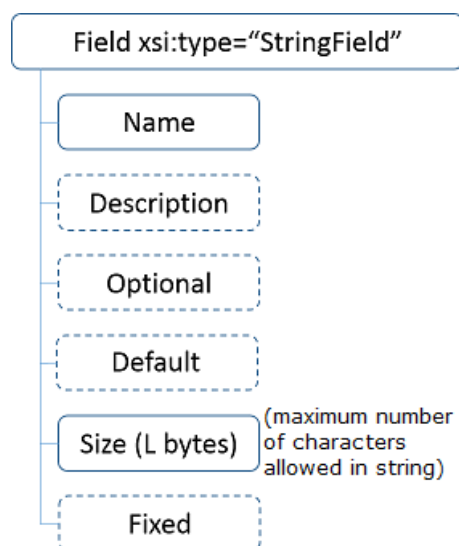 Field xsi:type=“StringField”
Name
Description
Optional
Default
Size (L bytes)
(maximum number
of characters
allowed in string)
Fixed